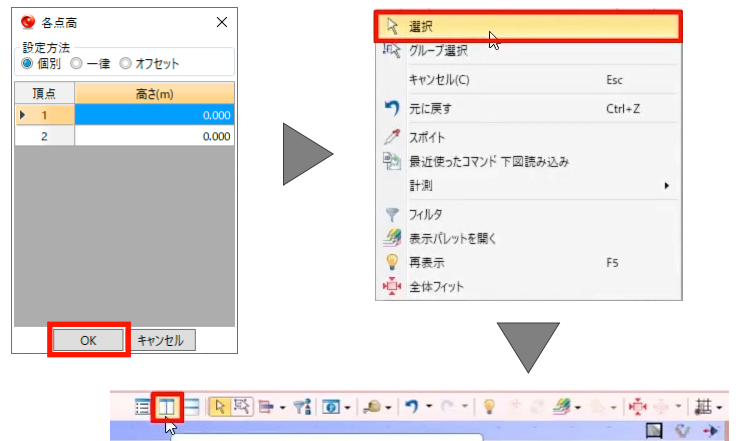 各点高
設定方法
個別 一律 オフセット
頂点 高さ(m)
1 0.000
2 0.000
OK キャンセル
選択
グループ選択
キャンセル(C) Esc
元に戻す Ctrl+Z
スポイト
最近使ったコマンド 下図読み込み
計測
フィルタ
表示パレットを開く
再表示 F5
全体フィット